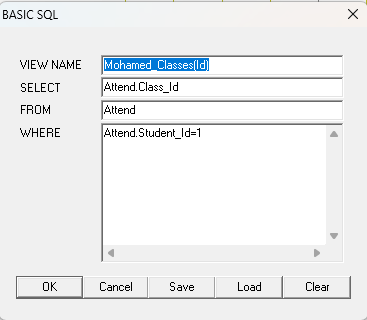 BASIC SQL
VIEW NAME Mohamed_Classes(Id)
SELECT Attend.Class_Id
FROM Attend
WHERE Attend.Student_Id=1
OK Cancel Save Load Clear